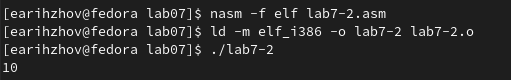 [earihzhov@fedora lab07]$ nasm -f elf lab7-2.asm
[earihzhov@fedora lab07]$ ld -m elf_i386 -o lab7-2 lab7-2.o
[earihzhov@fedora lab07]$ ./lab7-2
10